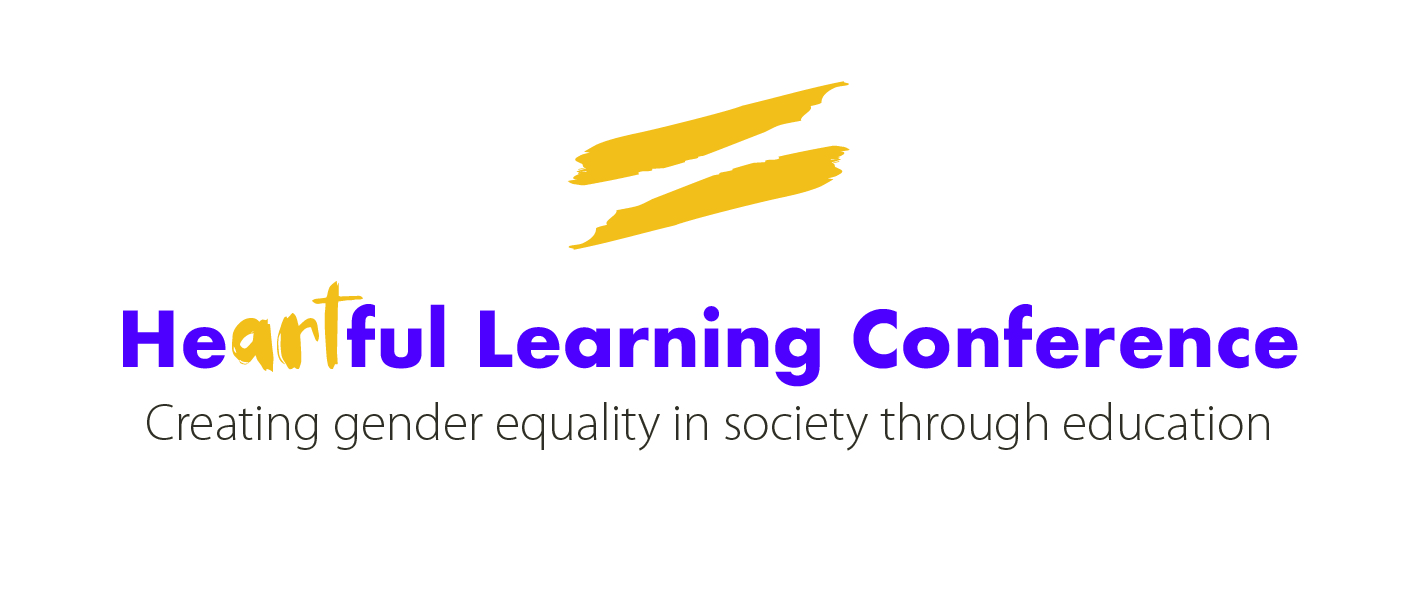 Heartful Learning Conference
Creating gender equality in society through education